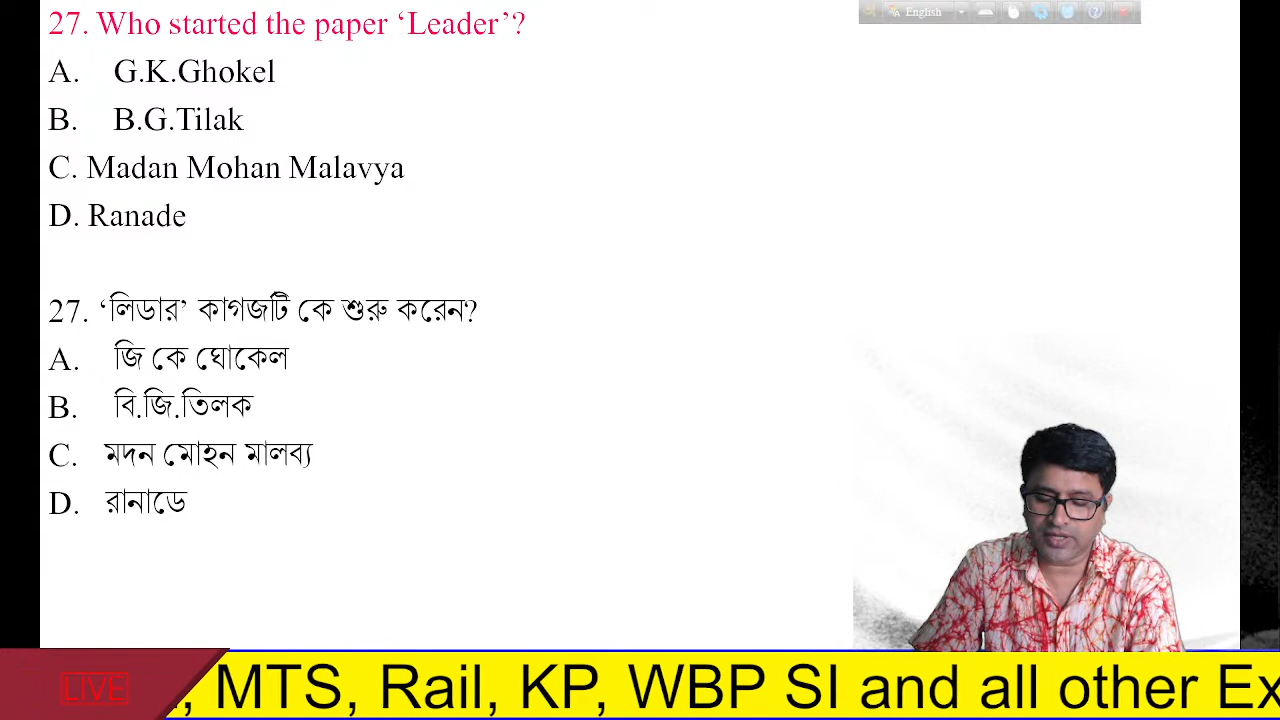 27. Who started the paper ‘Leader’?
A. G.K.Ghokel
B. B.G.Tilak
C. Madan Mohan Malavya
D. Ranade
27. ‘লিডার’ কাগজটি কে শুরু করেন?
A. জি কে ঘোকেল
B. বি.জি.তিলক
C. মদন মোহন মালব্য
D. রানাডে
English
LIVE
, MTS, Rail, KP, WBP SI and all other Ex